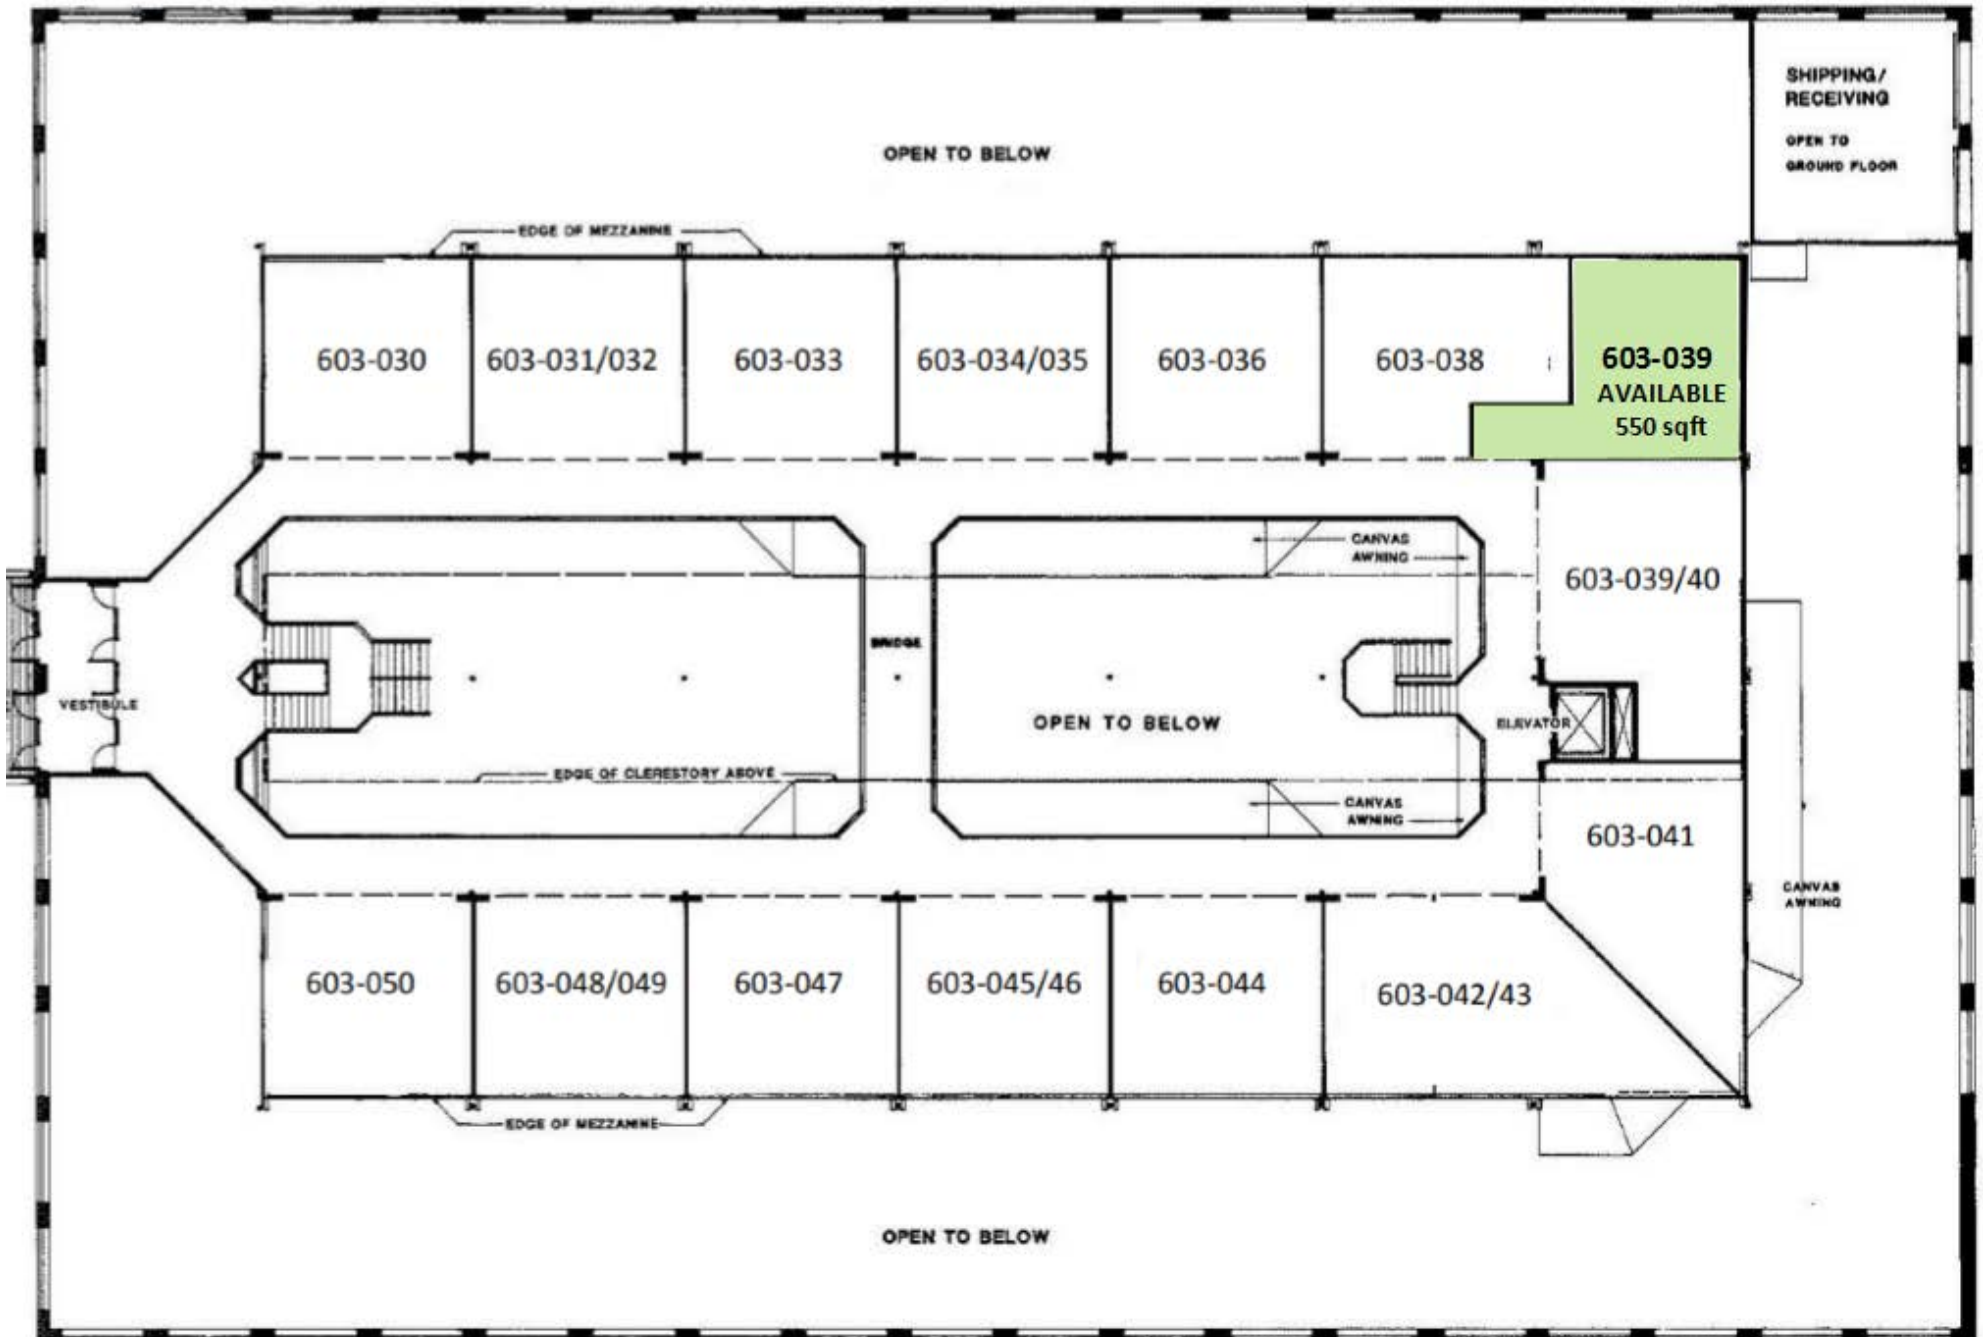 SHIPPING/
RECEIVING
OPEN TO
GROUND FLOOR
OPEN TO BELOW
EDGE OF MEZZANINE
603-030
603-031/032
603-033
603-034/035
603-036
603-038
603-039
AVAILABLE
550 sqft
CANVAS
AWNING
603-039/40
BRIDGE
VESTIBULE
OPEN TO BELOW
ELEVATOR
EDGE OF CLERESTORY ABOVE
CANVAS
AWNING
603-041
CANVAS
AWNING
603-050
603-048/049
603-047
603-045/46
603-044
603-042/43
EDGE OF MEZZANINE
OPEN TO BELOW